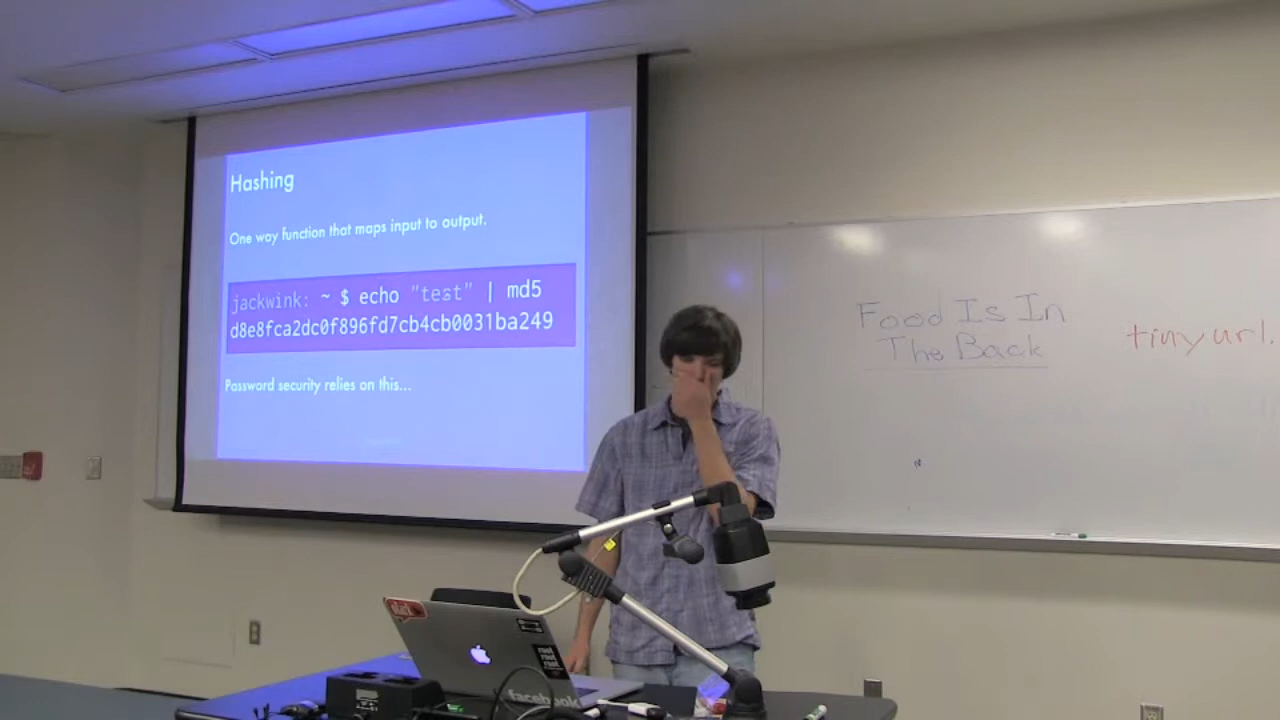 Hashing
One way function that maps input to output.
jackwink: ~ $ echo "test" | md5
d8e8fca2dc0f896fd7cb4cb0031ba249
Password security relies on this...
Food Is In
The Back
tinyurl.
facebook